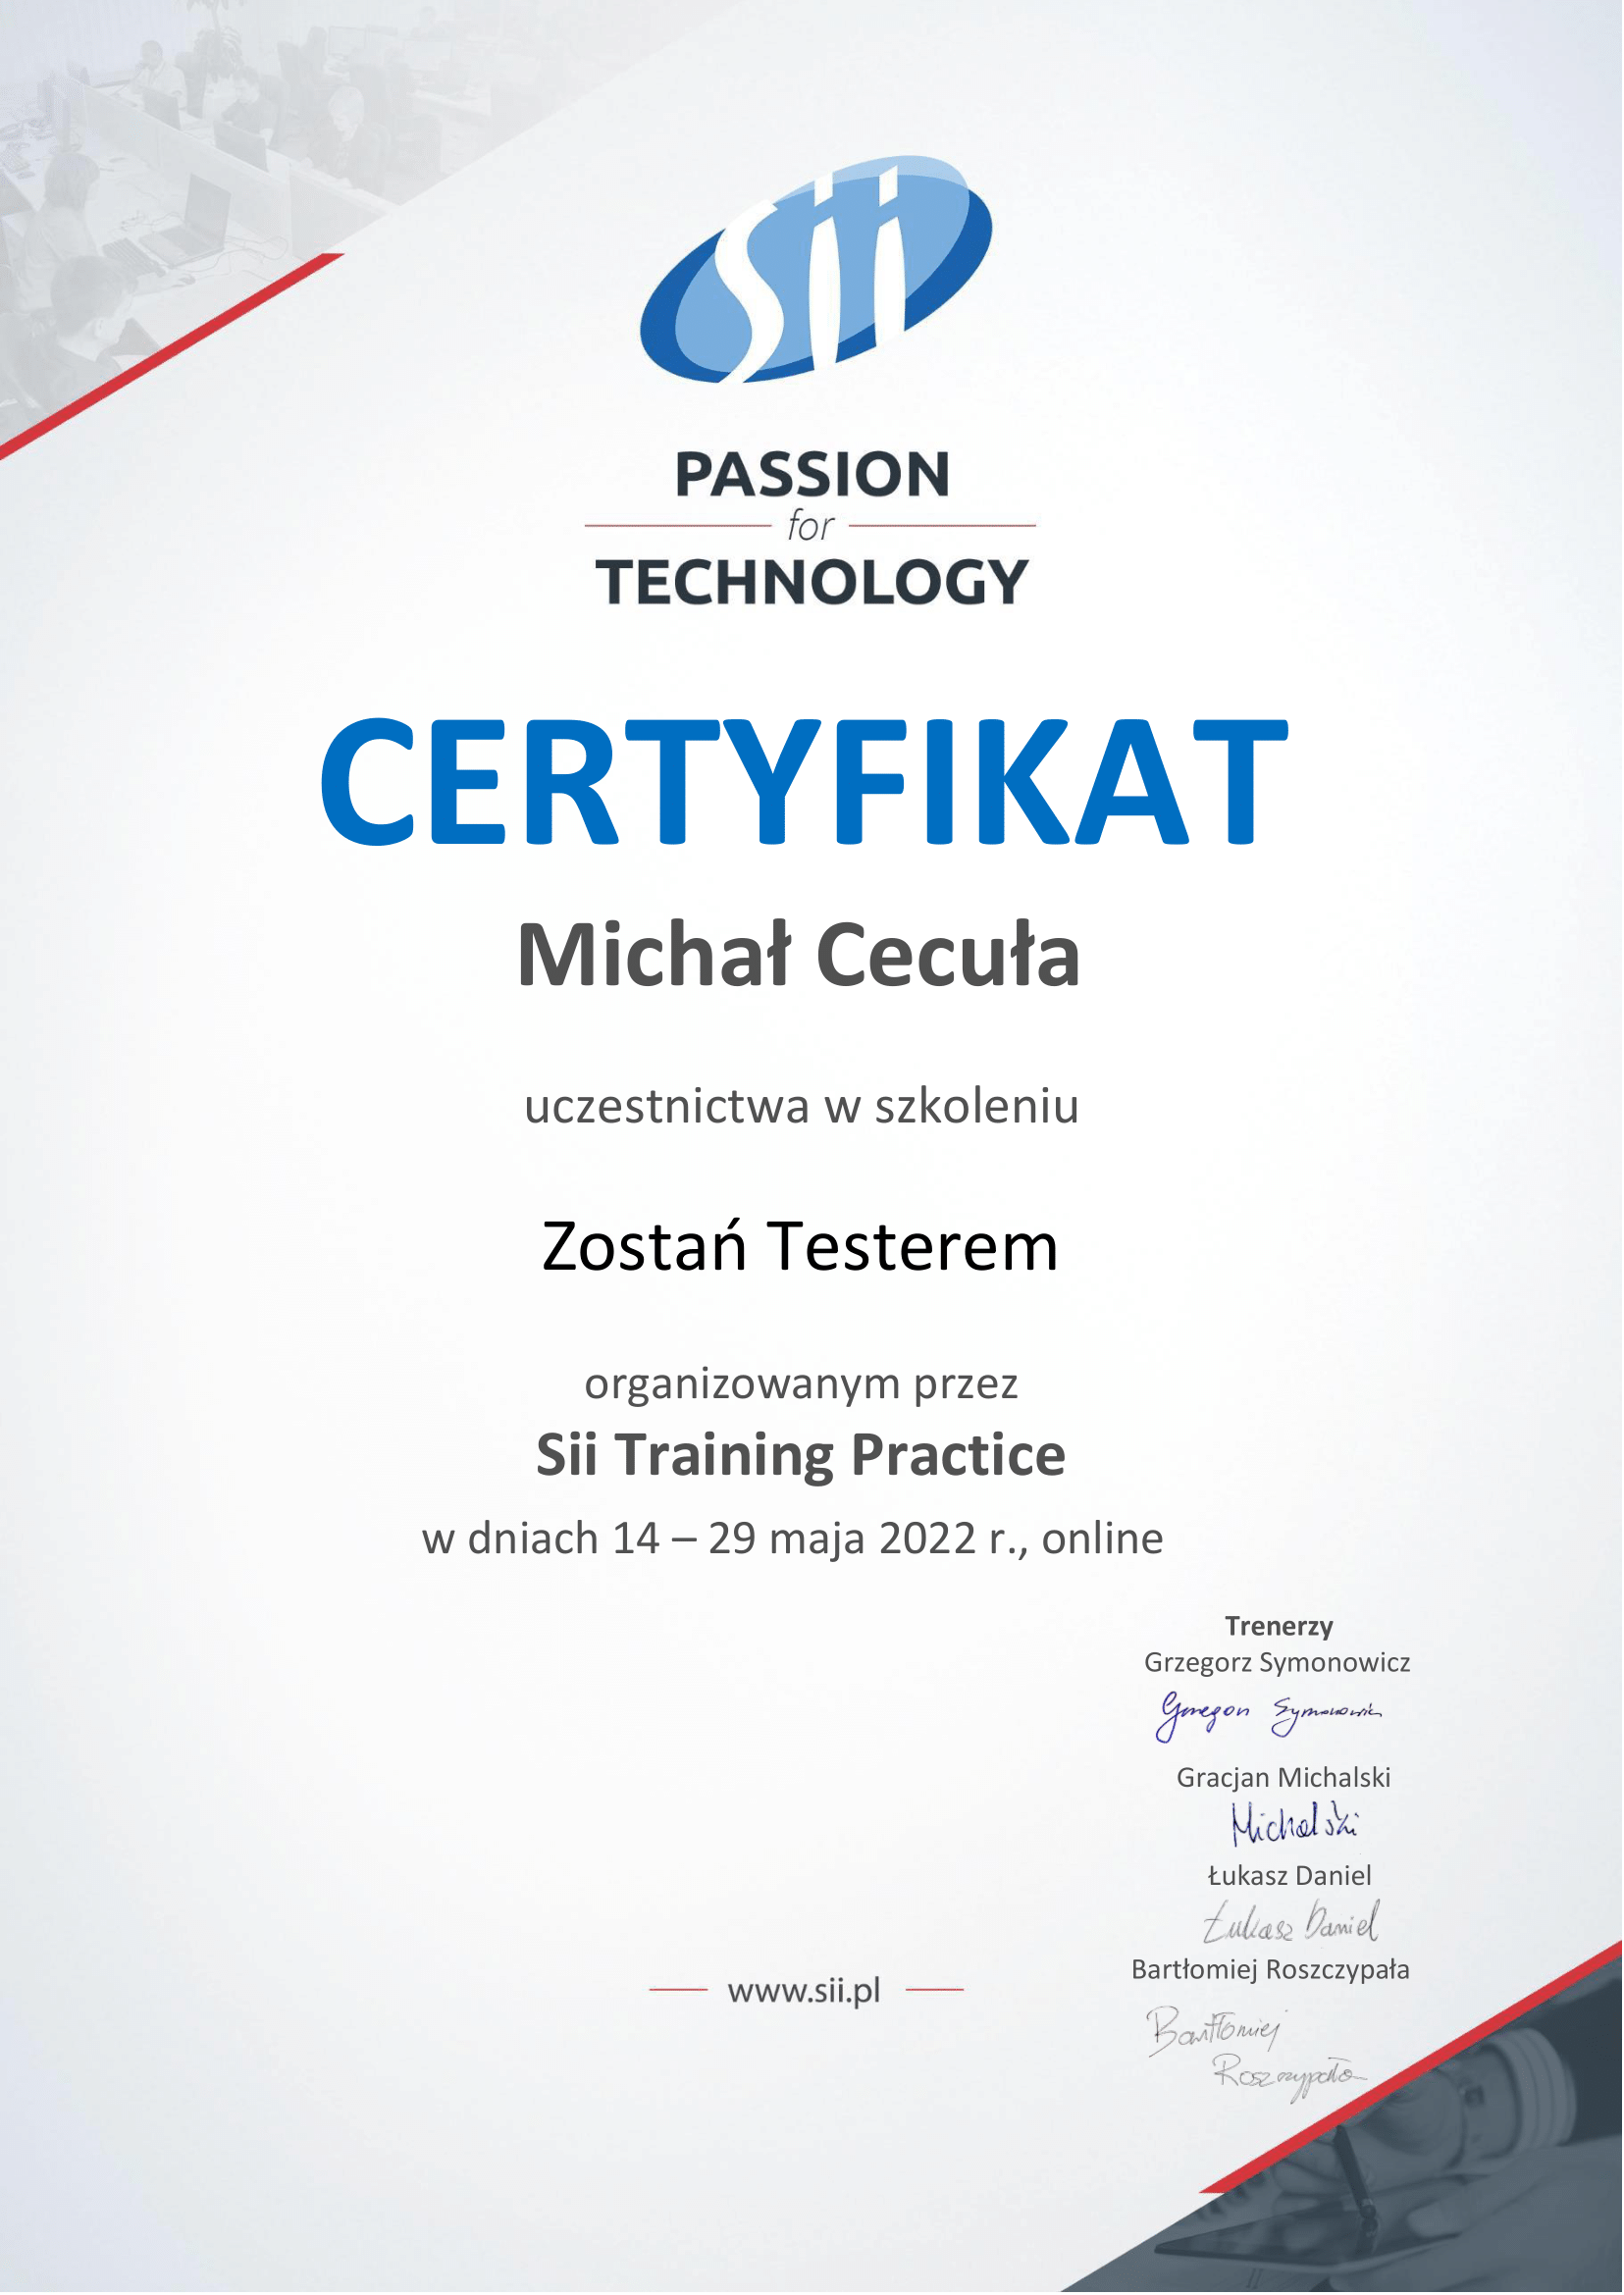 sii
PASSION
for
TECHNOLOGY
CERTYFIKAT
Michał Cecuła
uczestnictwa w szkoleniu
Zostań Testerem
organizowanym przez
Sii Training Practice
w dniach 14 – 29 maja 2022 r., online
Trenerzy
Grzegorz Symonowicz
Grzegorz Symonowicz
Gracjan Michalski
Michalski
Łukasz Daniel
Łukasz Daniel
Bartłomiej Roszczypała
Bartłomiej
Roszczypała
www.sii.pl